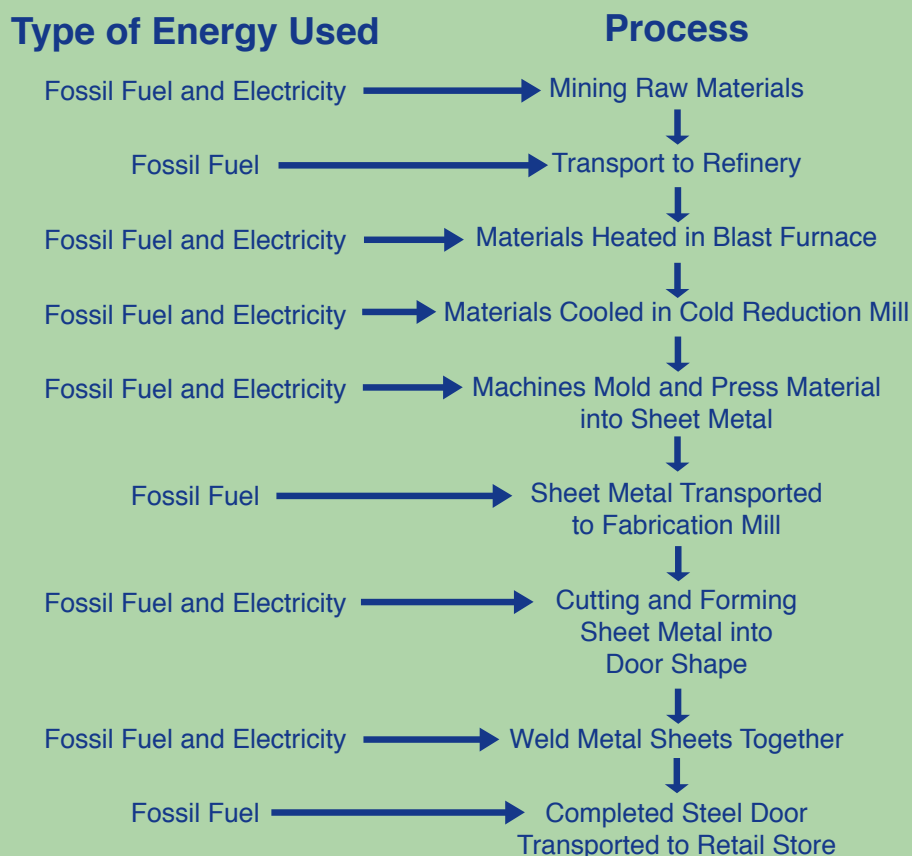 Type of Energy Used
Process
Fossil Fuel and Electricity
Mining Raw Materials
Fossil Fuel
Transport to Refinery
Fossil Fuel and Electricity
Materials Heated in Blast Furnace
Fossil Fuel and Electricity
Materials Cooled in Cold Reduction Mill
Fossil Fuel and Electricity
Machines Mold and Press Material
into Sheet Metal
Fossil Fuel
Sheet Metal Transported
to Fabrication Mill
Fossil Fuel and Electricity
Cutting and Forming
Sheet Metal into
Door Shape
Fossil Fuel and Electricity
Weld Metal Sheets Together
Fossil Fuel
Completed Steel Door
Transported to Retail Store